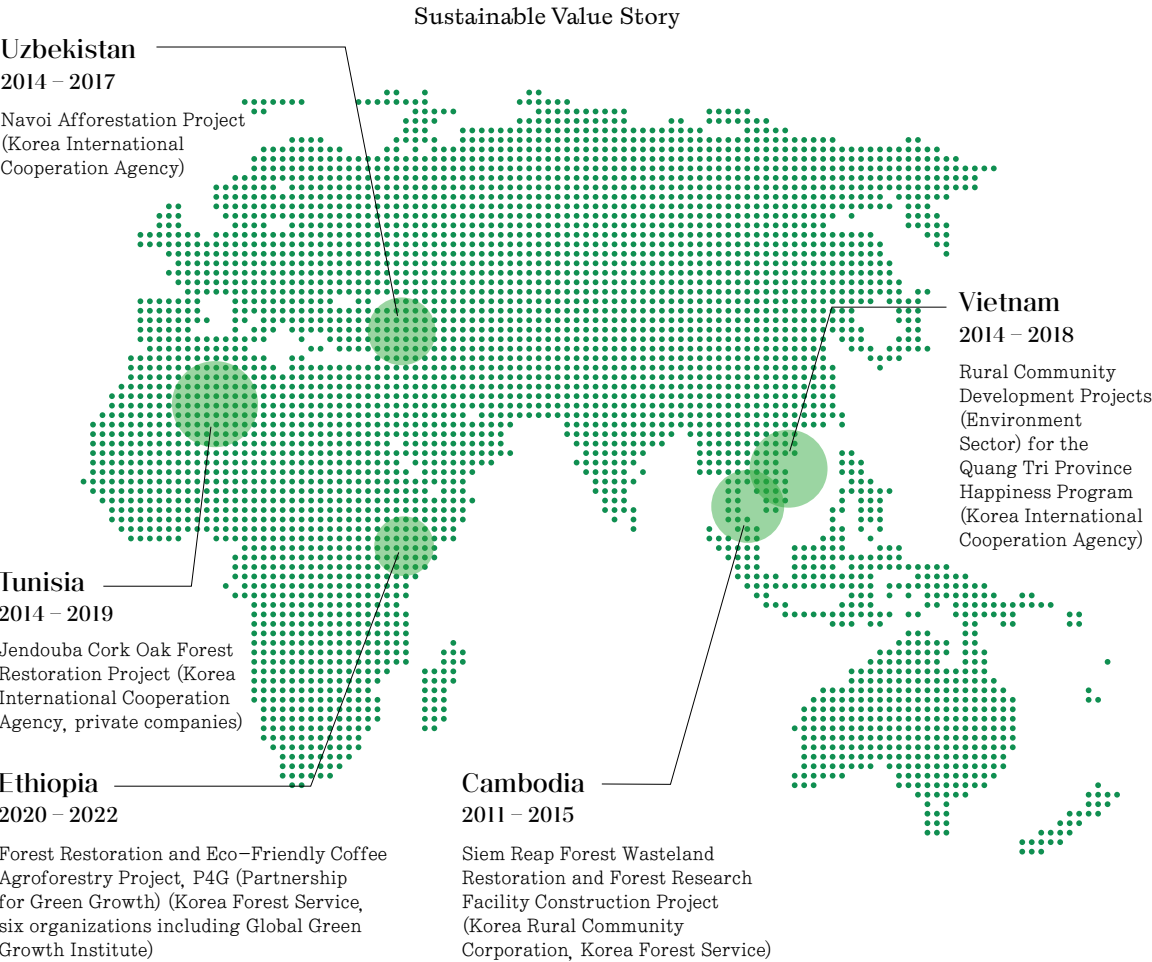 Sustainable Value Story
Uzbekistan
2014 – 2017
Navoi Afforestation Project
(Korea International
Cooperation Agency)
Vietnam
2014 – 2018
Rural Community
Development Projects
(Environment
Sector) for the
Quang Tri Province
Happiness Program
(Korea International
Cooperation Agency)
Tunisia
2014 – 2019
Jendouba Cork Oak Forest
Restoration Project (Korea
International Cooperation
Agency, private companies)
Ethiopia
2020 – 2022
Forest Restoration and Eco–Friendly Coffee
Agroforestry Project, P4G (Partnership
for Green Growth) (Korea Forest Service,
six organizations including Global Green
Growth Institute)
Cambodia
2011 – 2015
Siem Reap Forest Wasteland
Restoration and Forest Research
Facility Construction Project
(Korea Rural Community
Corporation, Korea Forest Service)